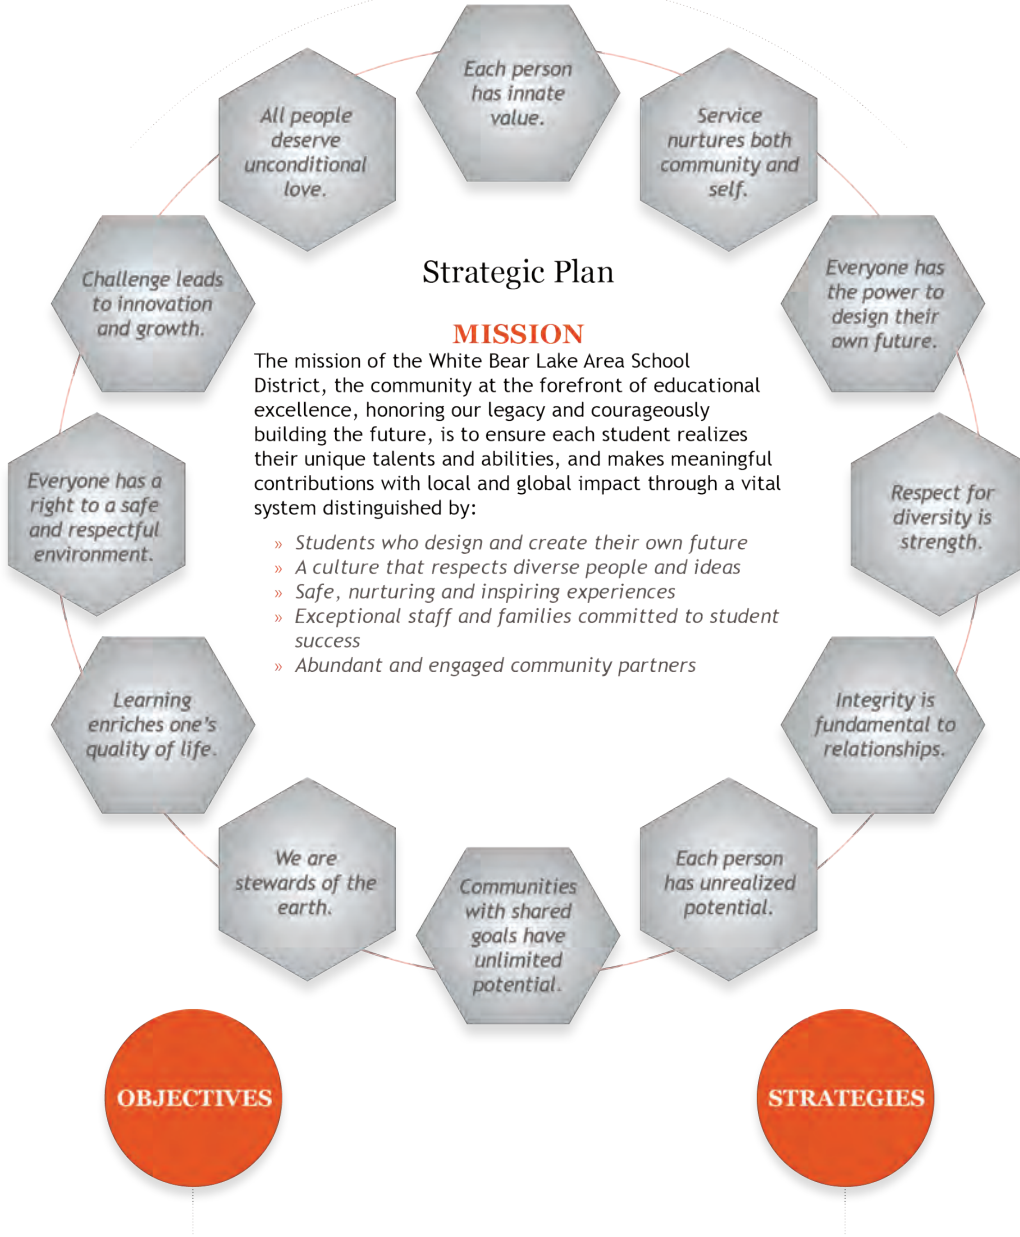 Each person
has innate
value.
All people
deserve
unconditional
love.
Service
nurtures both
community and
self.
Challenge leads
to innovation
and growth.
Everyone has
the power to
design their
own future.
Strategic Plan
MISSION
The mission of the White Bear Lake Area School
District, the community at the forefront of educational
excellence, honoring our legacy and courageously
building the future, is to ensure each student realizes
their unique talents and abilities, and makes meaningful
contributions with local and global impact through a vital
system distinguished by:
» Students who design and create their own future
» A culture that respects diverse people and ideas
» Safe, nurturing and inspiring experiences
» Exceptional staff and families committed to student
success
» Abundant and engaged community partners
Everyone has a
right to a safe
and respectful
environment.
Respect for
diversity is
strength.
Learning
enriches one's
quality of life.
Integrity is
fundamental to
relationships.
We are
stewards of the
earth.
Communities
with shared
goals have
unlimited
potential.
Each person
has unrealized
potential.
OBJECTIVES
STRATEGIES